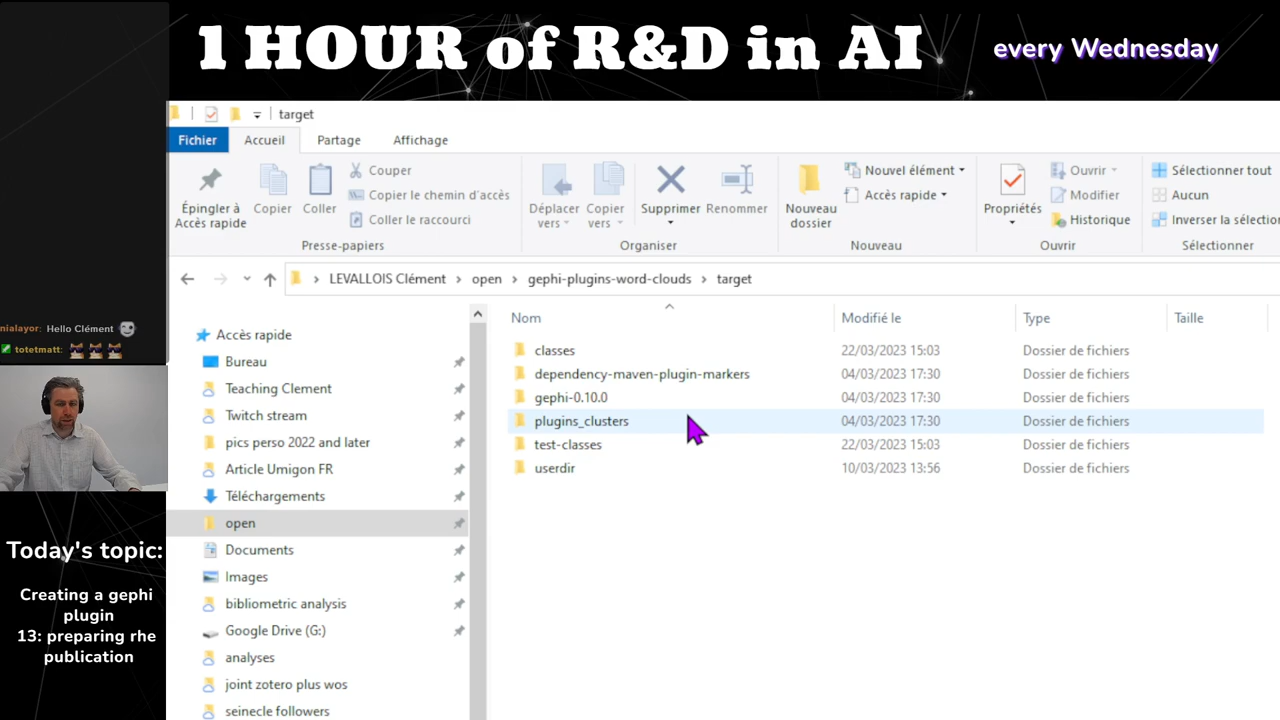 1 HOUR of R&D in AI
every Wednesday
target
Fichier
Accueil
Partage
Affichage
Épingler à
Accès rapide
Copier
Coller
Couper
Copier le chemin d'accès
Coller le raccourci
Presse-papiers
Déplacer
vers
Copier
vers
Supprimer
Renommer
Organiser
Nouveau
dossier
Nouvel élément
Accès rapide
Nouveau
Propriétés
Ouvrir
Modifier
Historique
Ouvrir
Sélectionner tout
Aucun
Inverser la sélection
Sélectionner
LEVALLOIS Clément > open > gephi-plugins-word-clouds > target
Nom Modifié le Type Taille
classes 22/03/2023 15:03 Dossier de fichiers
dependency-maven-plugin-markers 04/03/2023 17:30 Dossier de fichiers
gephi-0.10.0 04/03/2023 17:30 Dossier de fichiers
plugins_clusters 04/03/2023 17:30 Dossier de fichiers
test-classes 22/03/2023 15:03 Dossier de fichiers
userdir 10/03/2023 13:56 Dossier de fichiers
Accès rapide
Bureau
Teaching Clement
Twitch stream
pics perso 2022 and later
Article Umigon FR
Téléchargements
open
Documents
Images
bibliometric analysis
Google Drive (G:)
analyses
joint zotero plus wos
seinecle followers
nialayor: Hello Clément
totetmatt:
Today's topic:
Creating a gephi
plugin
13: preparing rhe
publication